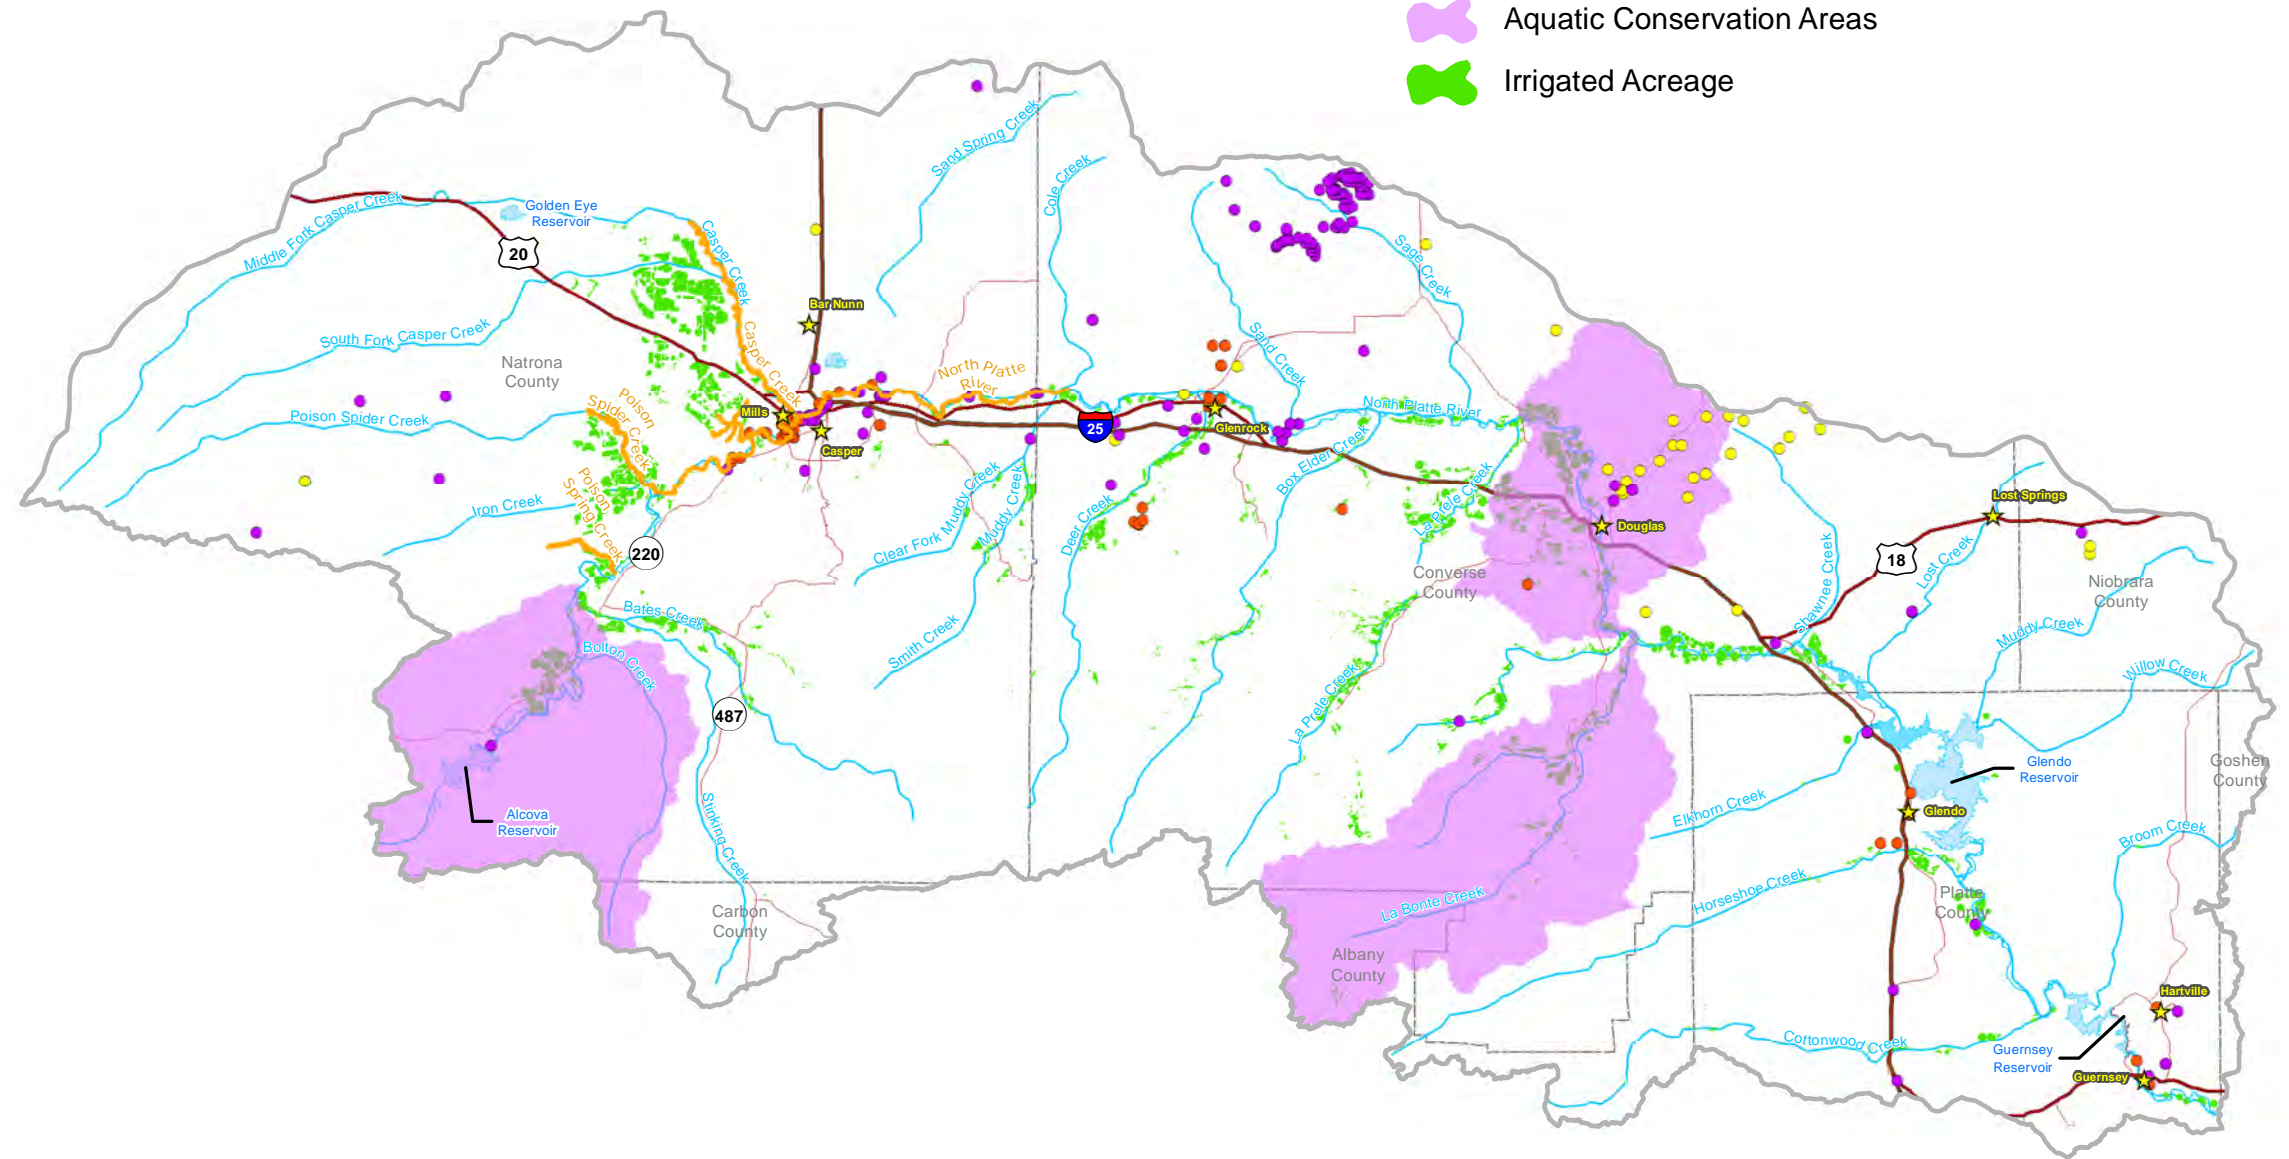 Aquatic Conservation Areas
Irrigated Acreage
Sand Spring Creek
Cole Creek
Middle Fork Casper Creek
Golden Eye
Reservoir
20
Casper Creek
Sage Creek
Bar Nunn
South Fork Casper Creek
Casper Creek
Natrona
County
North Platte
River
Sand Creek
Poison
Spider Creek
Poison Spider Creek
Mills
Casper
25
Glenrock
North Platte River
Box Elder Creek
Poison
Spring Creek
Iron Creek
Clear Fork Muddy Creek
Muddy Creek
Deer Creek
La Prele Creek
Douglas
Lost Springs
220
18
Shawnee Creek
Lost Creek
Converse
County
Niobrara
County
Bates Creek
Smith Creek
Muddy Creek
Bolton Creek
Willow Creek
La Prele Creek
487
Goshen
County
Glendo
Reservoir
Alcova
Reservoir
Stinking Creek
Elkhorn Creek
Glendo
Broom Creek
Horseshoe Creek
La Bonte Creek
Platte
County
Carbon
County
Albany
County
Hartville
Cottonwood Creek
Guernsey
Reservoir
Guernsey